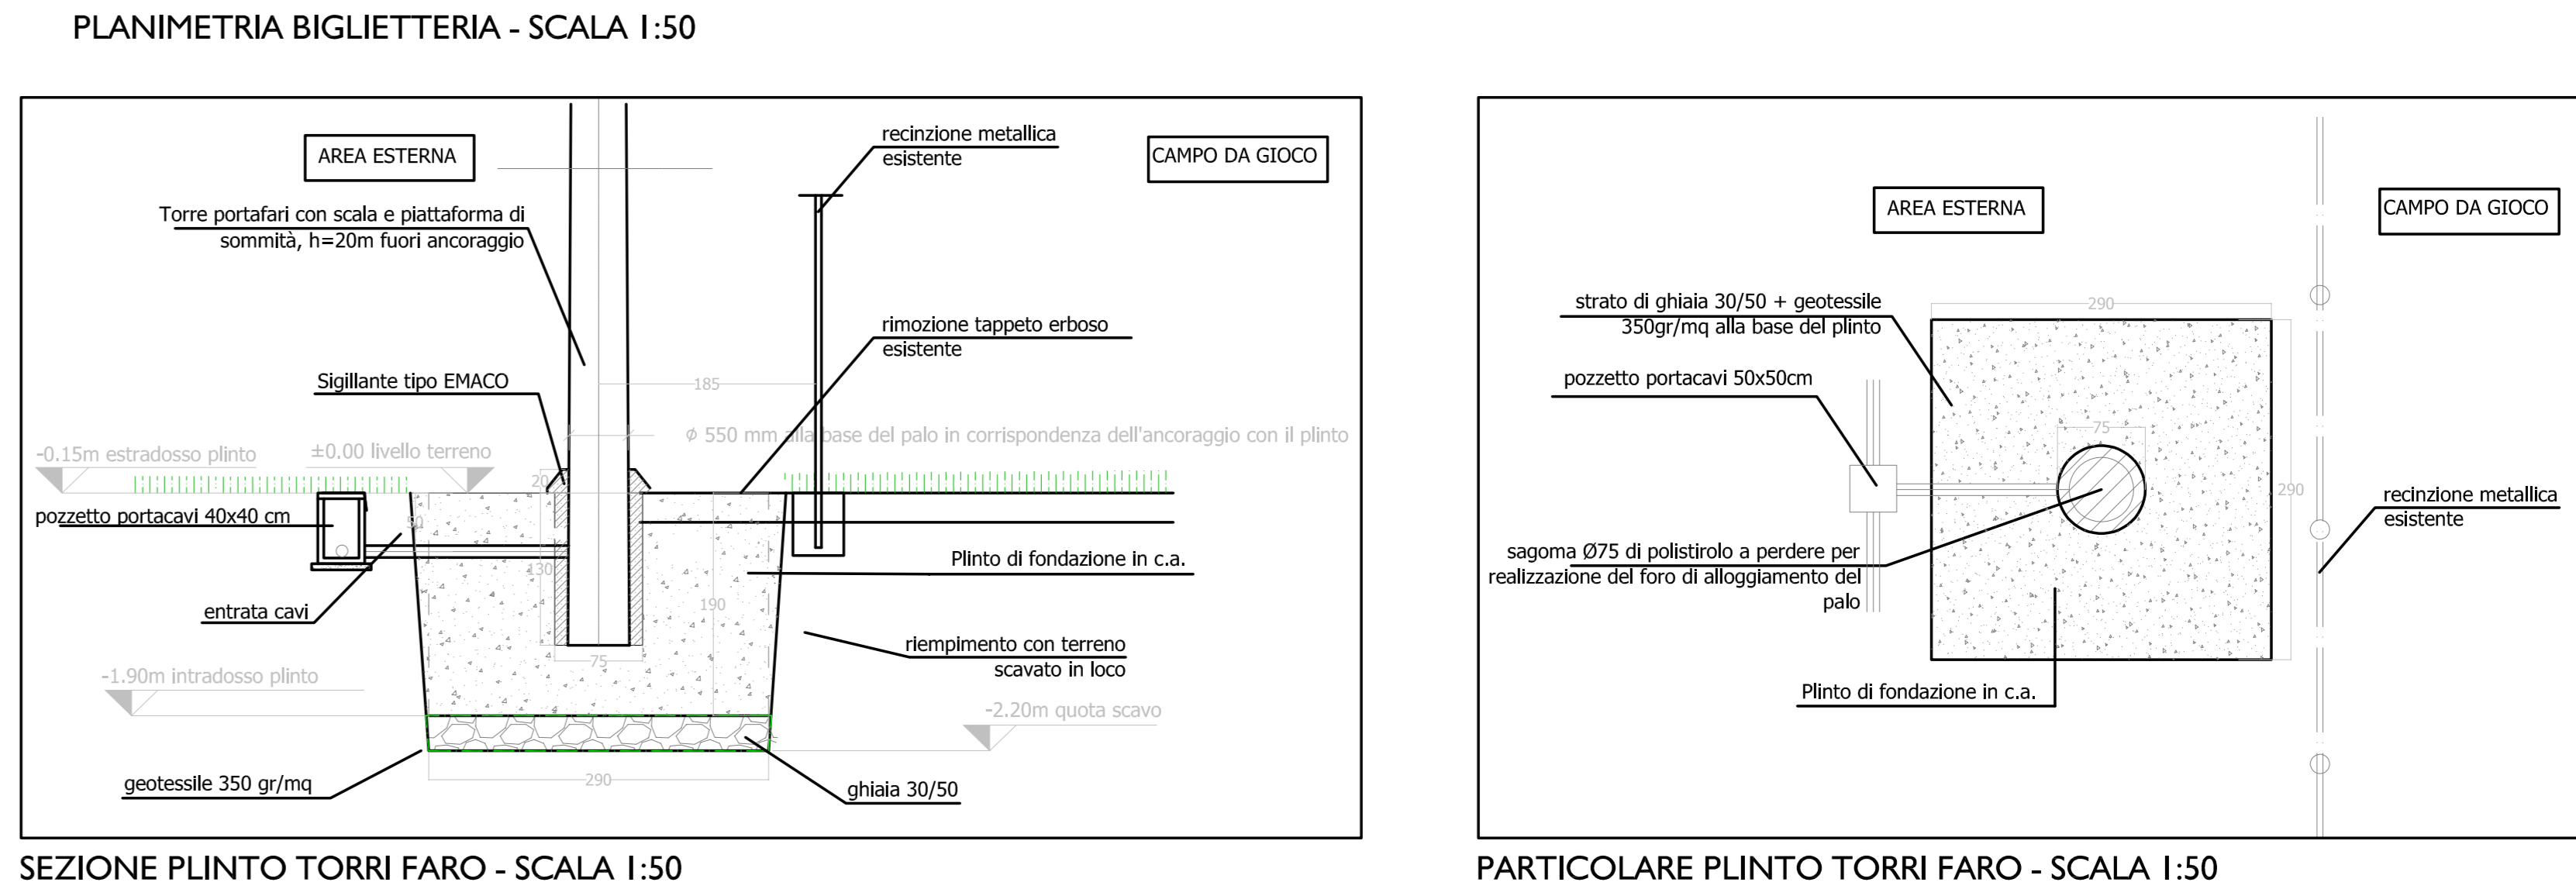 PLANIMETRIA BIGLIETTERIA - SCALA 1:50
AREA ESTERNA
recinzione metallica
esistente
CAMPO DA GIOCO
Torre portafari con scala e piattaforma di
sommità, h=20m fuori ancoraggio
rimozione tappeto erboso
esistente
Sigillante tipo EMACO
185
ϕ 550 mm alla base del palo in corrispondenza dell'ancoraggio con il plinto
-0.15m estradosso plinto
±0.00 livello terreno
20
pozzetto portacavi 40x40 cm
50
130
Plinto di fondazione in c.a.
entrata cavi
190
riempimento con terreno
scavato in loco
75
-1.90m intradosso plinto
-2.20m quota scavo
geotessile 350 gr/mq
290
ghiaia 30/50
SEZIONE PLINTO TORRI FARO - SCALA 1:50
AREA ESTERNA
CAMPO DA GIOCO
strato di ghiaia 30/50 + geotessile
350gr/mq alla base del plinto
290
pozzetto portacavi 50x50cm
75
290
recinzione metallica
esistente
sagoma Ø75 di polistirolo a perdere per
realizzazione del foro di alloggiamento del
palo
Plinto di fondazione in c.a.
PARTICOLARE PLINTO TORRI FARO - SCALA 1:50